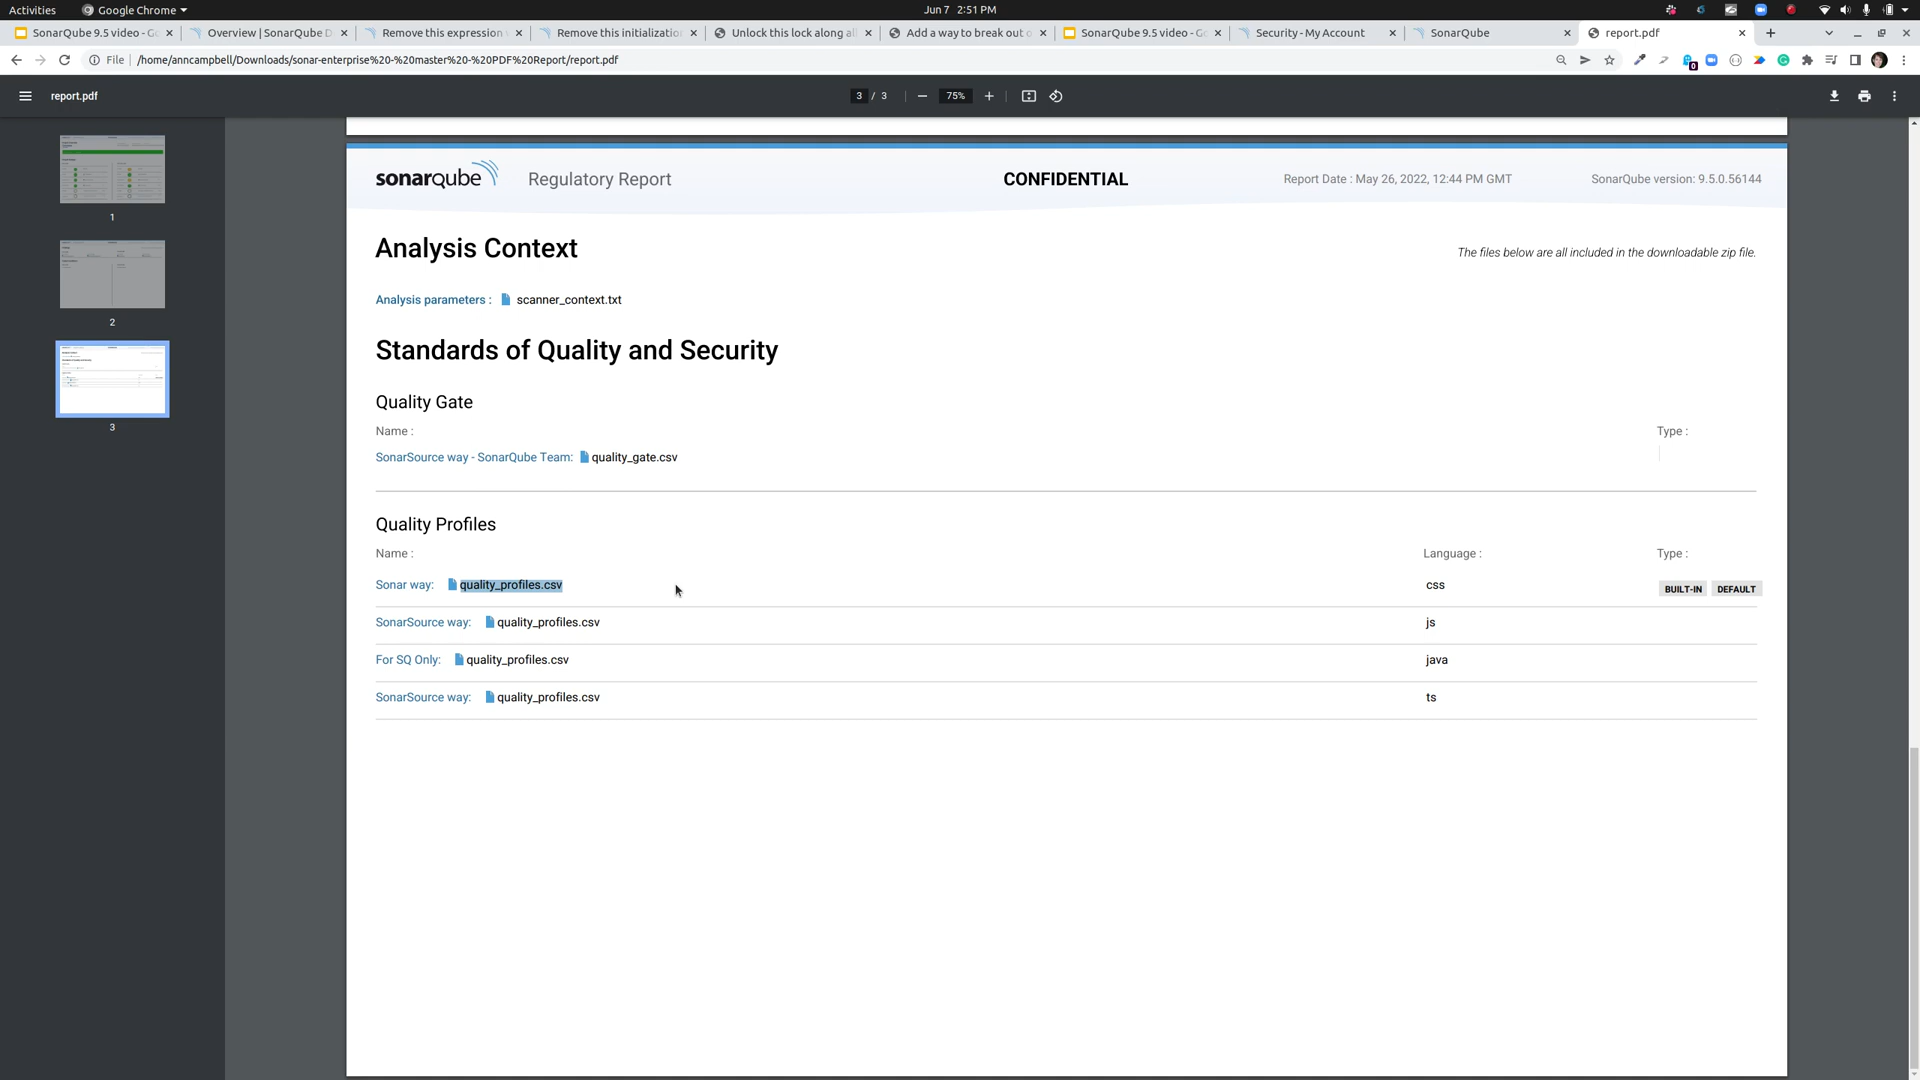 Activities
Google Chrome
Jun 7 2:51 PM
SonarQube 9.5 video - Go
Overview | SonarQube D
Remove this expression
Remove this initializatio
Unlock this lock along al
Add a way to break out o
SonarQube 9.5 video - Go
Security - My Account
SonarQube
report.pdf
File
/home/anncampbell/Downloads/sonar-enterprise%20-%20master%20-%20PDF%20Report/report.pdf
0
report.pdf
3 / 3
75%
1
2
3
sonarqube
Regulatory Report
CONFIDENTIAL
Report Date : May 26, 2022, 12:44 PM GMT
SonarQube version: 9.5.0.56144
Analysis Context
The files below are all included in the downloadable zip file.
Analysis parameters : scanner_context.txt
Standards of Quality and Security
Quality Gate
Name :
Type :
SonarSource way - SonarQube Team: quality_gate.csv
Quality Profiles
Name :
Language :
Type :
Sonar way: quality_profiles.csv
css
BUILT-IN DEFAULT
SonarSource way: quality_profiles.csv
js
For SQ Only: quality_profiles.csv
java
SonarSource way: quality_profiles.csv
ts